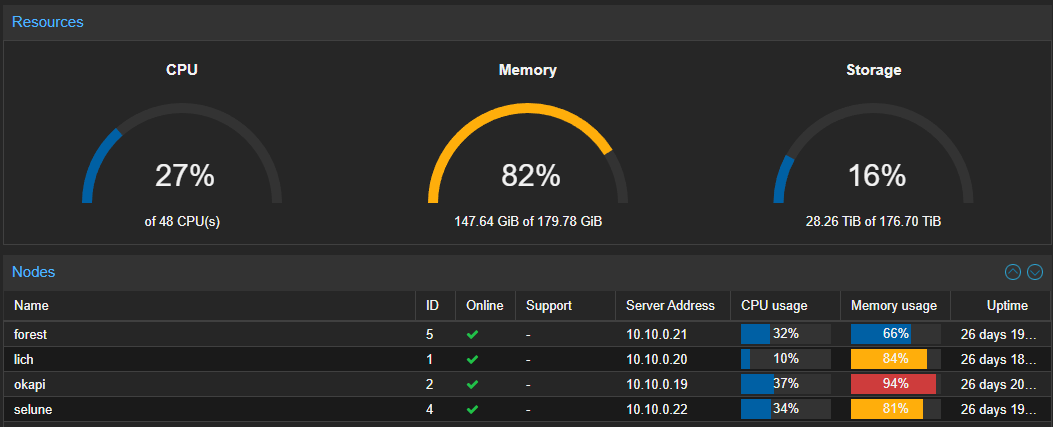 Resources
CPU Memory Storage
27% 82% 16%
of 48 CPU(s) 147.64 GiB of 179.78 GiB 28.26 TiB of 176.70 TiB
Nodes
Name ID Online Support Server Address CPU usage Memory usage Uptime
forest 5 - 10.10.0.21 32% 66% 26 days 19...
lich 1 - 10.10.0.20 10% 84% 26 days 18...
okapi 2 - 10.10.0.19 37% 94% 26 days 20...
selune 4 - 10.10.0.22 34% 81% 26 days 19...